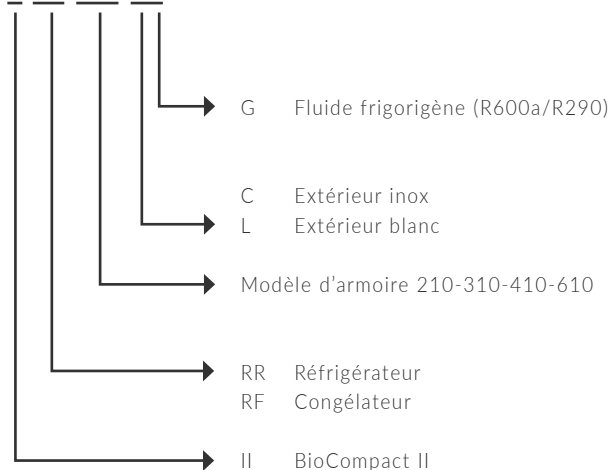 G Fluide frigorigène (R600a/R290)
C Extérieur inox
L Extérieur blanc
Modèle d'armoire 210-310-410-610
RR Réfrigérateur
RF Congélateur
II BioCompact II